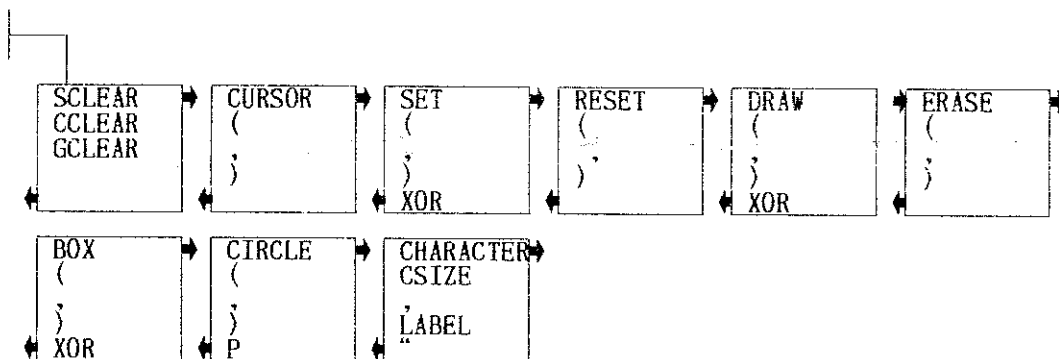 SCLEAR
CCLEAR
GCLEAR
CURSOR
(
,
)
SET
(
,
)
XOR
RESET
(
,
)
DRAW
(
,
)
XOR
ERASE
(
,
)
BOX
(
,
)
XOR
CIRCLE
(
,
)
P
CHARACTER
CSIZE
,
LABEL
“